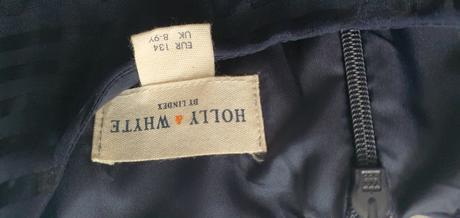 HOLLY & WHYTE
BY LINDEX
EUR 134
UK 8-9Y